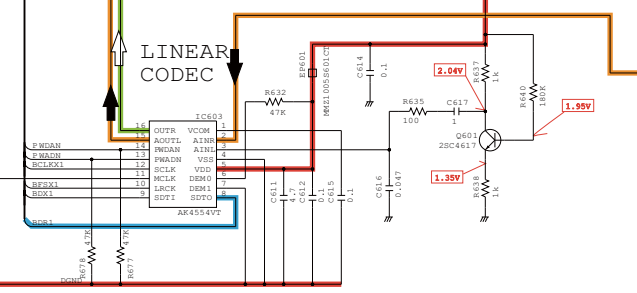 LINEAR
CODEC
EP601
MMZ1005S601CT
C614
0.1
R637
1k
2.04V
R640
180K
1.95V
R632
47K
R635
100
C617
1
Q601
2SC4617
1.35V
R638
1k
C616
0.047
IC603
16 OUTR VCOM 1
15 AOUTL AINR 2
PWDAN 14 PWDAN AINL 3
PWADN 13 PWADN VSS 4
BCLKX1 12 SCLK VDD 5
11 MCLK DEM0 6
BFSX1 10 LRCK DEM1 7
BDX1 9 SDTI SDTO 8
AK4554VT
BDR1
C611
4.7
C612
0.1
C615
0.1
R678
47K
R677
47K
DGND